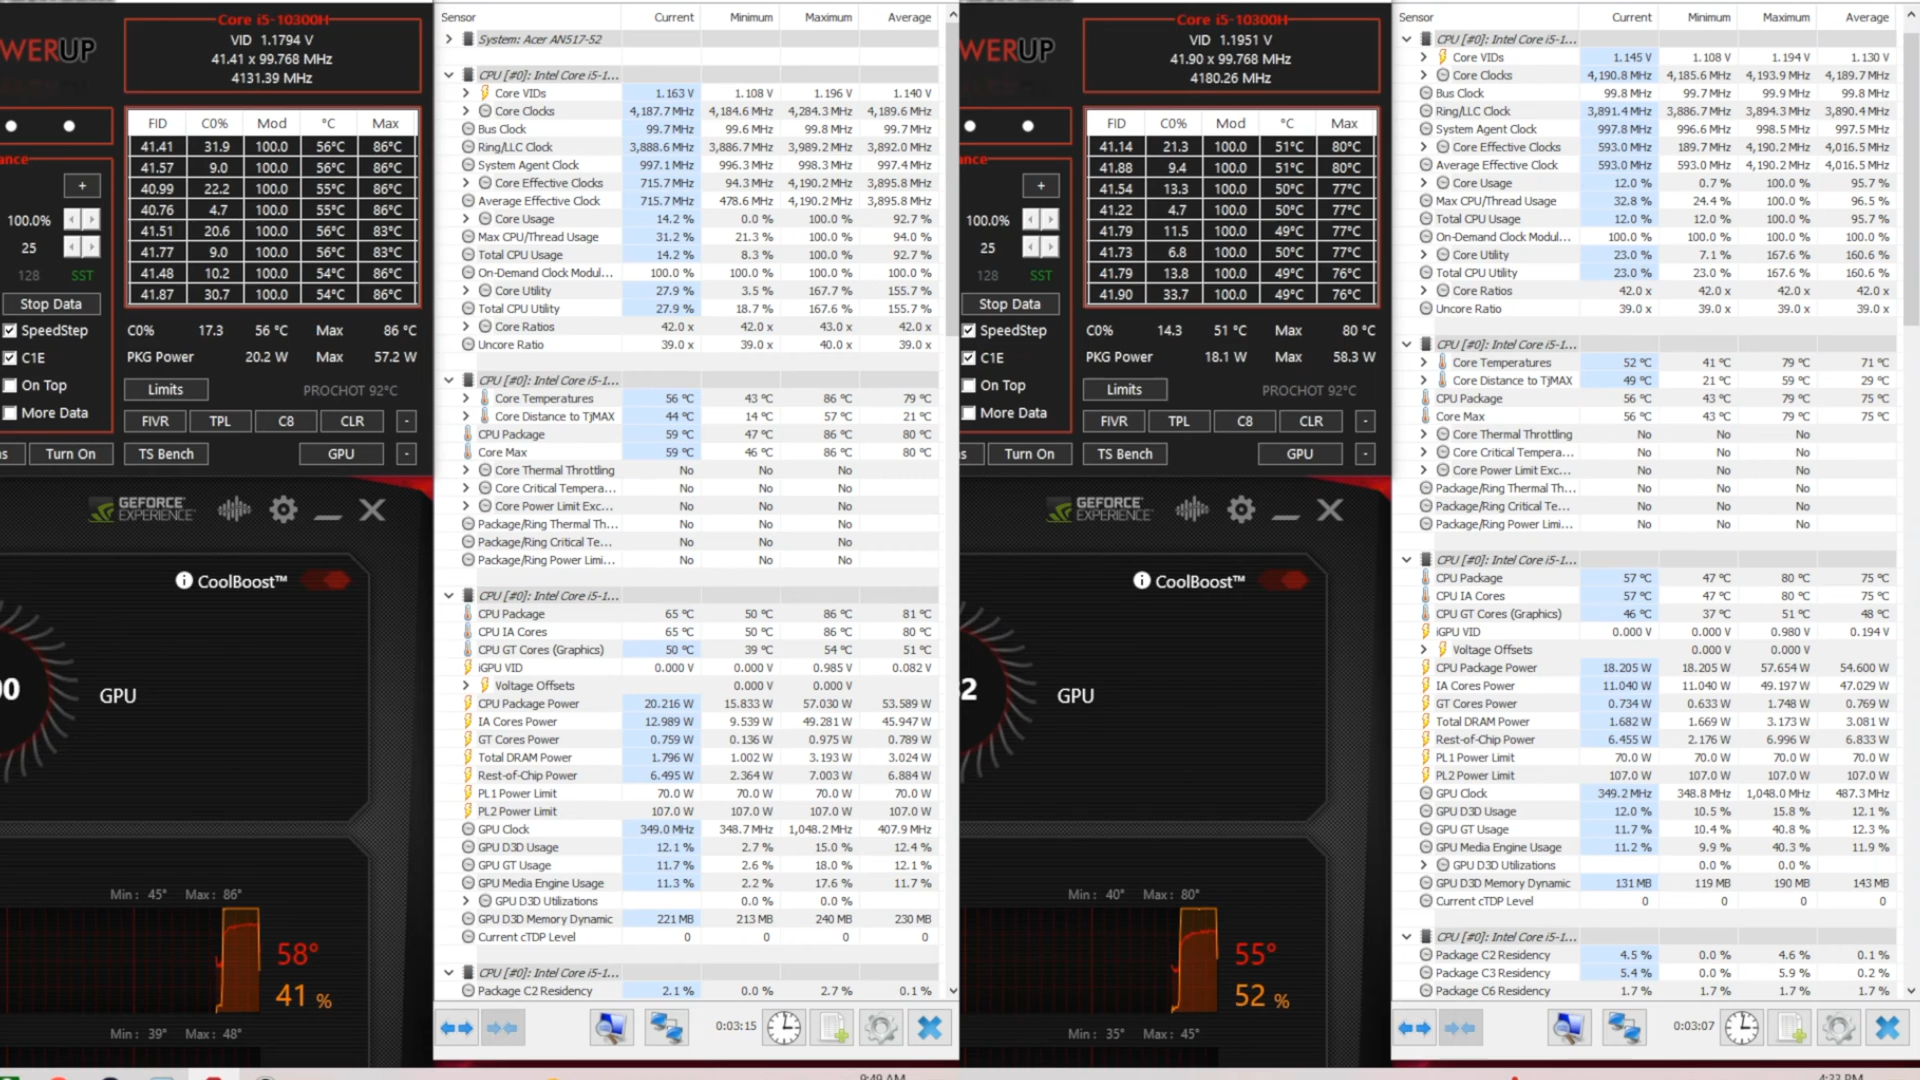 WERUP
Core i5-10300H
VID 1.1794 V
41.41 x 99.768 MHz
4131.39 MHz
FID C0% Mod °C Max
41.41 31.9 100.0 56°C 86°C
41.57 9.0 100.0 56°C 86°C
40.99 22.2 100.0 55°C 86°C
40.76 4.7 100.0 55°C 86°C
41.51 20.6 100.0 56°C 83°C
41.77 9.0 100.0 56°C 83°C
41.48 10.2 100.0 54°C 86°C
41.87 30.7 100.0 54°C 86°C
ance
+
100.0%
25
128 SST
Stop Data
SpeedStep
C1E
On Top
More Data
C0% 17.3 56 °C Max 86 °C
PKG Power 20.2 W Max 57.2 W
Limits PROCHOT 92°C
FIVR TPL C8 CLR -
Turn On TS Bench GPU -
GEFORCE EXPERIENCE
CoolBoost™
GPU
Min : 45° Max : 86°
58°
41 %
Min : 39° Max : 48°
Sensor Current Minimum Maximum Average
System: Acer AN517-52
CPU [#0]: Intel Core i5-1...
Core VIDs 1.163 V 1.108 V 1.196 V 1.140 V
Core Clocks 4,187.7 MHz 4,184.6 MHz 4,284.3 MHz 4,189.6 MHz
Bus Clock 99.7 MHz 99.6 MHz 99.8 MHz 99.7 MHz
Ring/LLC Clock 3,888.6 MHz 3,886.7 MHz 3,989.2 MHz 3,892.0 MHz
System Agent Clock 997.1 MHz 996.3 MHz 998.3 MHz 997.4 MHz
Core Effective Clocks 715.7 MHz 94.3 MHz 4,190.2 MHz 3,895.8 MHz
Average Effective Clock 715.7 MHz 478.6 MHz 4,190.2 MHz 3,895.8 MHz
Core Usage 14.2 % 0.0 % 100.0 % 92.7 %
Max CPU/Thread Usage 31.2 % 21.3 % 100.0 % 94.0 %
Total CPU Usage 14.2 % 8.3 % 100.0 % 92.7 %
On-Demand Clock Modul... 100.0 % 100.0 % 100.0 % 100.0 %
Core Utility 27.9 % 3.5 % 167.7 % 155.7 %
Total CPU Utility 27.9 % 18.7 % 167.6 % 155.7 %
Core Ratios 42.0 x 42.0 x 43.0 x 42.0 x
Uncore Ratio 39.0 x 39.0 x 40.0 x 39.0 x
CPU [#0]: Intel Core i5-1...
Core Temperatures 56 °C 43 °C 86 °C 79 °C
Core Distance to TjMAX 44 °C 14 °C 57 °C 21 °C
CPU Package 59 °C 47 °C 86 °C 80 °C
Core Max 59 °C 46 °C 86 °C 80 °C
Core Thermal Throttling No No No
Core Critical Tempera... No No No
Core Power Limit Exc... No No No
Package/Ring Thermal Th... No No No
Package/Ring Critical Te... No No No
Package/Ring Power Limi... No No No
CPU [#0]: Intel Core i5-1...
CPU Package 65 °C 50 °C 86 °C 81 °C
CPU IA Cores 65 °C 50 °C 86 °C 80 °C
CPU GT Cores (Graphics) 50 °C 39 °C 54 °C 51 °C
iGPU VID 0.000 V 0.000 V 0.985 V 0.082 V
Voltage Offsets 0.000 V 0.000 V
CPU Package Power 20.216 W 15.833 W 57.030 W 53.589 W
IA Cores Power 12.989 W 9.539 W 49.281 W 45.947 W
GT Cores Power 0.759 W 0.136 W 0.975 W 0.789 W
Total DRAM Power 1.796 W 1.002 W 3.193 W 3.024 W
Rest-of-Chip Power 6.495 W 2.364 W 7.003 W 6.884 W
PL1 Power Limit 70.0 W 70.0 W 70.0 W 70.0 W
PL2 Power Limit 107.0 W 107.0 W 107.0 W 107.0 W
GPU Clock 349.0 MHz 348.7 MHz 1,048.2 MHz 407.9 MHz
GPU D3D Usage 12.1 % 2.7 % 15.0 % 12.4 %
GPU GT Usage 11.7 % 2.6 % 18.0 % 12.1 %
GPU Media Engine Usage 11.3 % 2.2 % 17.6 % 11.7 %
GPU D3D Utilizations 0.0 % 0.0 %
GPU D3D Memory Dynamic 221 MB 213 MB 240 MB 230 MB
Current cTDP Level 0 0 0 0
CPU [#0]: Intel Core i5-1...
Package C2 Residency 2.1 % 0.0 % 2.7 % 0.1 %
0:03:15
9:49 AM
WERUP
Core i5-10300H
VID 1.1951 V
41.90 x 99.768 MHz
4180.26 MHz
FID C0% Mod °C Max
41.14 21.3 100.0 51°C 80°C
41.88 9.4 100.0 51°C 80°C
41.54 13.3 100.0 50°C 77°C
41.22 4.7 100.0 50°C 77°C
41.79 11.5 100.0 49°C 77°C
41.73 6.8 100.0 50°C 77°C
41.79 13.8 100.0 49°C 76°C
41.90 33.7 100.0 49°C 76°C
ance
+
100.0%
25
128 SST
Stop Data
SpeedStep
C1E
On Top
More Data
C0% 14.3 51 °C Max 80 °C
PKG Power 18.1 W Max 58.3 W
Limits PROCHOT 92°C
FIVR TPL C8 CLR -
Turn On TS Bench GPU -
GEFORCE EXPERIENCE
CoolBoost™
GPU
Min : 40° Max : 80°
55°
52 %
Min : 35° Max : 45°
Sensor Current Minimum Maximum Average
CPU [#0]: Intel Core i5-1...
Core VIDs 1.145 V 1.108 V 1.194 V 1.130 V
Core Clocks 4,190.8 MHz 4,185.6 MHz 4,193.9 MHz 4,189.7 MHz
Bus Clock 99.8 MHz 99.7 MHz 99.9 MHz 99.8 MHz
Ring/LLC Clock 3,891.4 MHz 3,886.7 MHz 3,894.3 MHz 3,890.4 MHz
System Agent Clock 997.8 MHz 996.6 MHz 998.5 MHz 997.5 MHz
Core Effective Clocks 593.0 MHz 189.7 MHz 4,190.2 MHz 4,016.5 MHz
Average Effective Clock 593.0 MHz 593.0 MHz 4,190.2 MHz 4,016.5 MHz
Core Usage 12.0 % 0.7 % 100.0 % 95.7 %
Max CPU/Thread Usage 32.8 % 24.4 % 100.0 % 96.5 %
Total CPU Usage 12.0 % 12.0 % 100.0 % 95.7 %
On-Demand Clock Modul... 100.0 % 100.0 % 100.0 % 100.0 %
Core Utility 23.0 % 7.1 % 167.6 % 160.6 %
Total CPU Utility 23.0 % 23.0 % 167.6 % 160.6 %
Core Ratios 42.0 x 42.0 x 42.0 x 42.0 x
Uncore Ratio 39.0 x 39.0 x 39.0 x 39.0 x
CPU [#0]: Intel Core i5-1...
Core Temperatures 52 °C 41 °C 79 °C 71 °C
Core Distance to TjMAX 49 °C 21 °C 59 °C 29 °C
CPU Package 56 °C 43 °C 79 °C 75 °C
Core Max 56 °C 43 °C 79 °C 75 °C
Core Thermal Throttling No No No
Core Critical Tempera... No No No
Core Power Limit Exc... No No No
Package/Ring Thermal Th... No No No
Package/Ring Critical Te... No No No
Package/Ring Power Limi... No No No
CPU [#0]: Intel Core i5-1...
CPU Package 57 °C 47 °C 80 °C 75 °C
CPU IA Cores 57 °C 47 °C 80 °C 75 °C
CPU GT Cores (Graphics) 46 °C 37 °C 51 °C 48 °C
iGPU VID 0.000 V 0.000 V 0.980 V 0.194 V
Voltage Offsets 0.000 V 0.000 V
CPU Package Power 18.205 W 18.205 W 57.654 W 54.600 W
IA Cores Power 11.040 W 11.040 W 49.197 W 47.029 W
GT Cores Power 0.734 W 0.633 W 1.748 W 0.769 W
Total DRAM Power 1.682 W 1.669 W 3.173 W 3.081 W
Rest-of-Chip Power 6.455 W 2.176 W 6.996 W 6.833 W
PL1 Power Limit 70.0 W 70.0 W 70.0 W 70.0 W
PL2 Power Limit 107.0 W 107.0 W 107.0 W 107.0 W
GPU Clock 349.2 MHz 348.8 MHz 1,048.0 MHz 487.3 MHz
GPU D3D Usage 12.0 % 10.5 % 15.8 % 12.1 %
GPU GT Usage 11.7 % 10.4 % 40.8 % 12.3 %
GPU Media Engine Usage 11.2 % 9.9 % 40.3 % 11.9 %
GPU D3D Utilizations 0.0 % 0.0 %
GPU D3D Memory Dynamic 131 MB 119 MB 190 MB 143 MB
Current cTDP Level 0 0 0 0
CPU [#0]: Intel Core i5-1...
Package C2 Residency 4.5 % 0.0 % 4.6 % 0.1 %
Package C3 Residency 5.4 % 0.0 % 5.9 % 0.2 %
Package C6 Residency 1.7 % 1.7 % 1.7 % 1.7 %
0:03:07